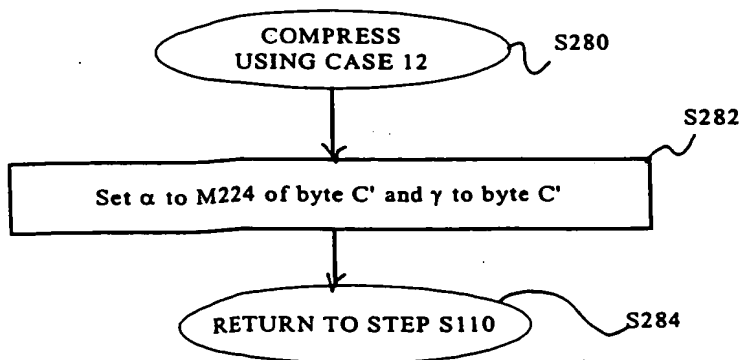 COMPRESS
USING CASE 12
S280
S282
Set α to M224 of byte C' and γ to byte C'
RETURN TO STEP S110
S284